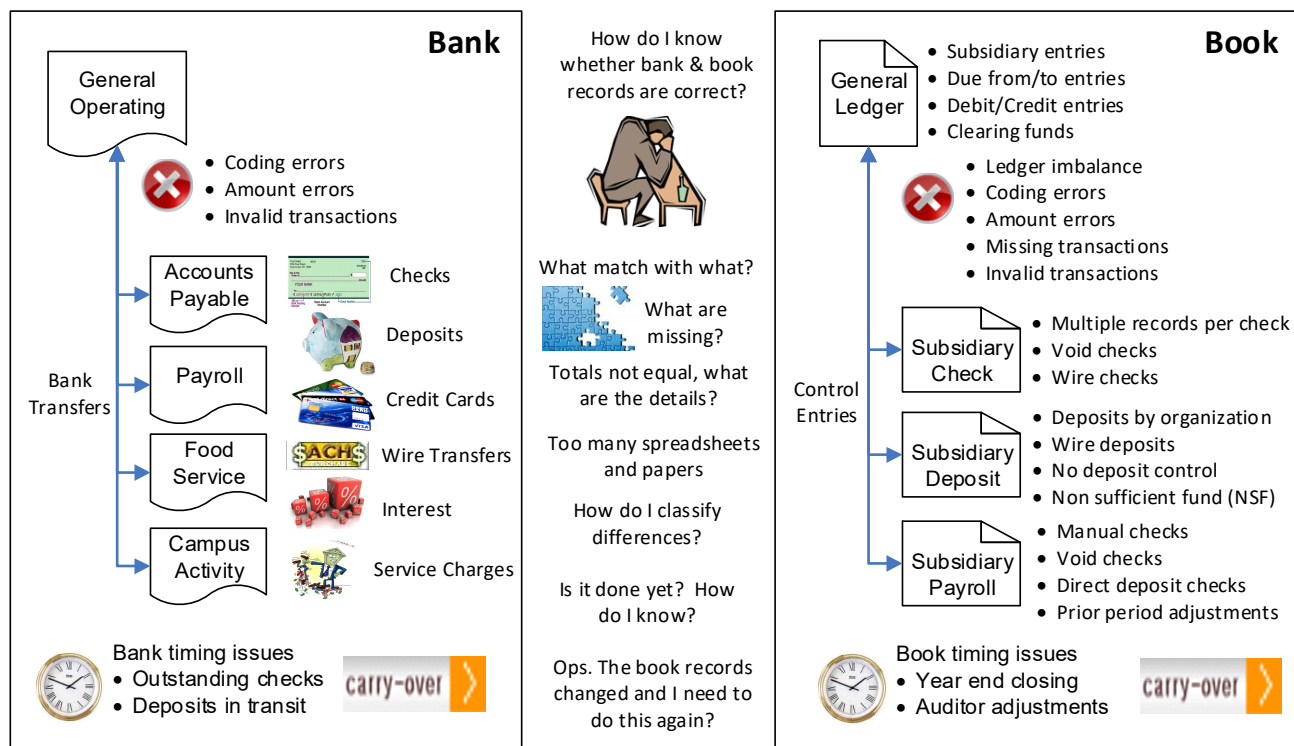 Bank
General
Operating
• Coding errors
• Amount errors
• Invalid transactions
Bank
Transfers
Accounts
Payable
Payroll
Food
Service
Campus
Activity
Checks
Deposits
Credit Cards
$ACH$
Wire Transfers
Interest
Service Charges
Bank timing issues
• Outstanding checks
• Deposits in transit
carry-over
How do I know
whether bank & book
records are correct?
What match with what?
What are
missing?
Totals not equal, what
are the details?
Too many spreadsheets
and papers
How do I classify
differences?
Is it done yet?  How
do I know?
Ops. The book records
changed and I need to
do this again?
Book
General
Ledger
• Subsidiary entries
• Due from/to entries
• Debit/Credit entries
• Clearing funds
• Ledger imbalance
• Coding errors
• Amount errors
• Missing transactions
• Invalid transactions
Control
Entries
Subsidiary
Check
• Multiple records per check
• Void checks
• Wire checks
Subsidiary
Deposit
• Deposits by organization
• Wire deposits
• No deposit control
• Non sufficient fund (NSF)
Subsidiary
Payroll
• Manual checks
• Void checks
• Direct deposit checks
• Prior period adjustments
Book timing issues
• Year end closing
• Auditor adjustments
carry-over